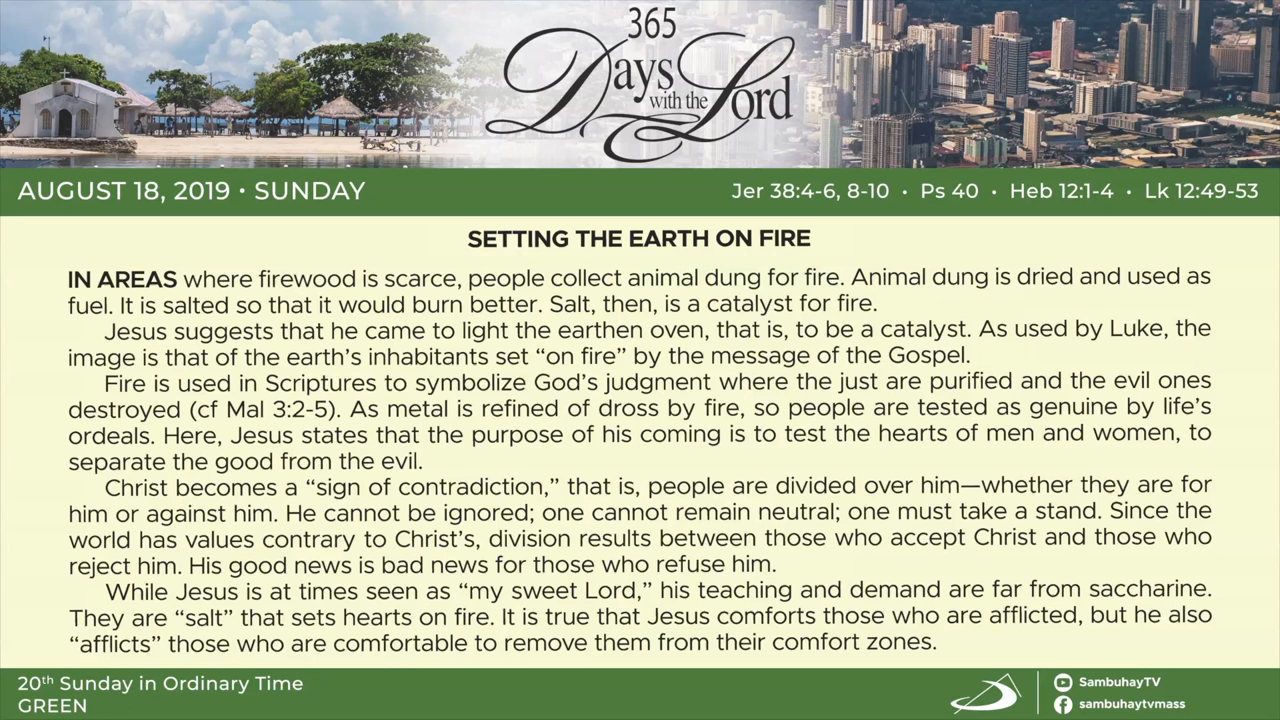 365
Days
with the
Lord
AUGUST 18, 2019 • SUNDAY
Jer 38:4-6, 8-10 • Ps 40 • Heb 12:1-4 • Lk 12:49-53
SETTING THE EARTH ON FIRE
IN AREAS where firewood is scarce, people collect animal dung for fire. Animal dung is dried and used as
fuel. It is salted so that it would burn better. Salt, then, is a catalyst for fire.
Jesus suggests that he came to light the earthen oven, that is, to be a catalyst. As used by Luke, the
image is that of the earth’s inhabitants set “on fire” by the message of the Gospel.
Fire is used in Scriptures to symbolize God’s judgment where the just are purified and the evil ones
destroyed (cf Mal 3:2-5). As metal is refined of dross by fire, so people are tested as genuine by life’s
ordeals. Here, Jesus states that the purpose of his coming is to test the hearts of men and women, to
separate the good from the evil.
Christ becomes a “sign of contradiction,” that is, people are divided over him—whether they are for
him or against him. He cannot be ignored; one cannot remain neutral; one must take a stand. Since the
world has values contrary to Christ’s, division results between those who accept Christ and those who
reject him. His good news is bad news for those who refuse him.
While Jesus is at times seen as “my sweet Lord,” his teaching and demand are far from saccharine.
They are “salt” that sets hearts on fire. It is true that Jesus comforts those who are afflicted, but he also
“afflicts” those who are comfortable to remove them from their comfort zones.
20th Sunday in Ordinary Time
GREEN
SambuhayTV
sambuhaytvmass